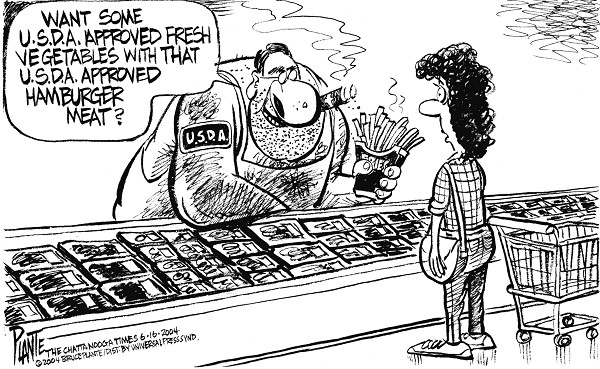 WANT SOME
U.S.D.A. APPROVED FRESH
VEGETABLES WITH THAT
U.S.D.A. APPROVED
HAMBURGER
MEAT?
U.S.D.A.
PLANTE
THE CHATTANOOGA TIMES 6-16-2004
©2004 BRUCE PLANTE/DIST. BY UNIVERSAL PRESS SYND.